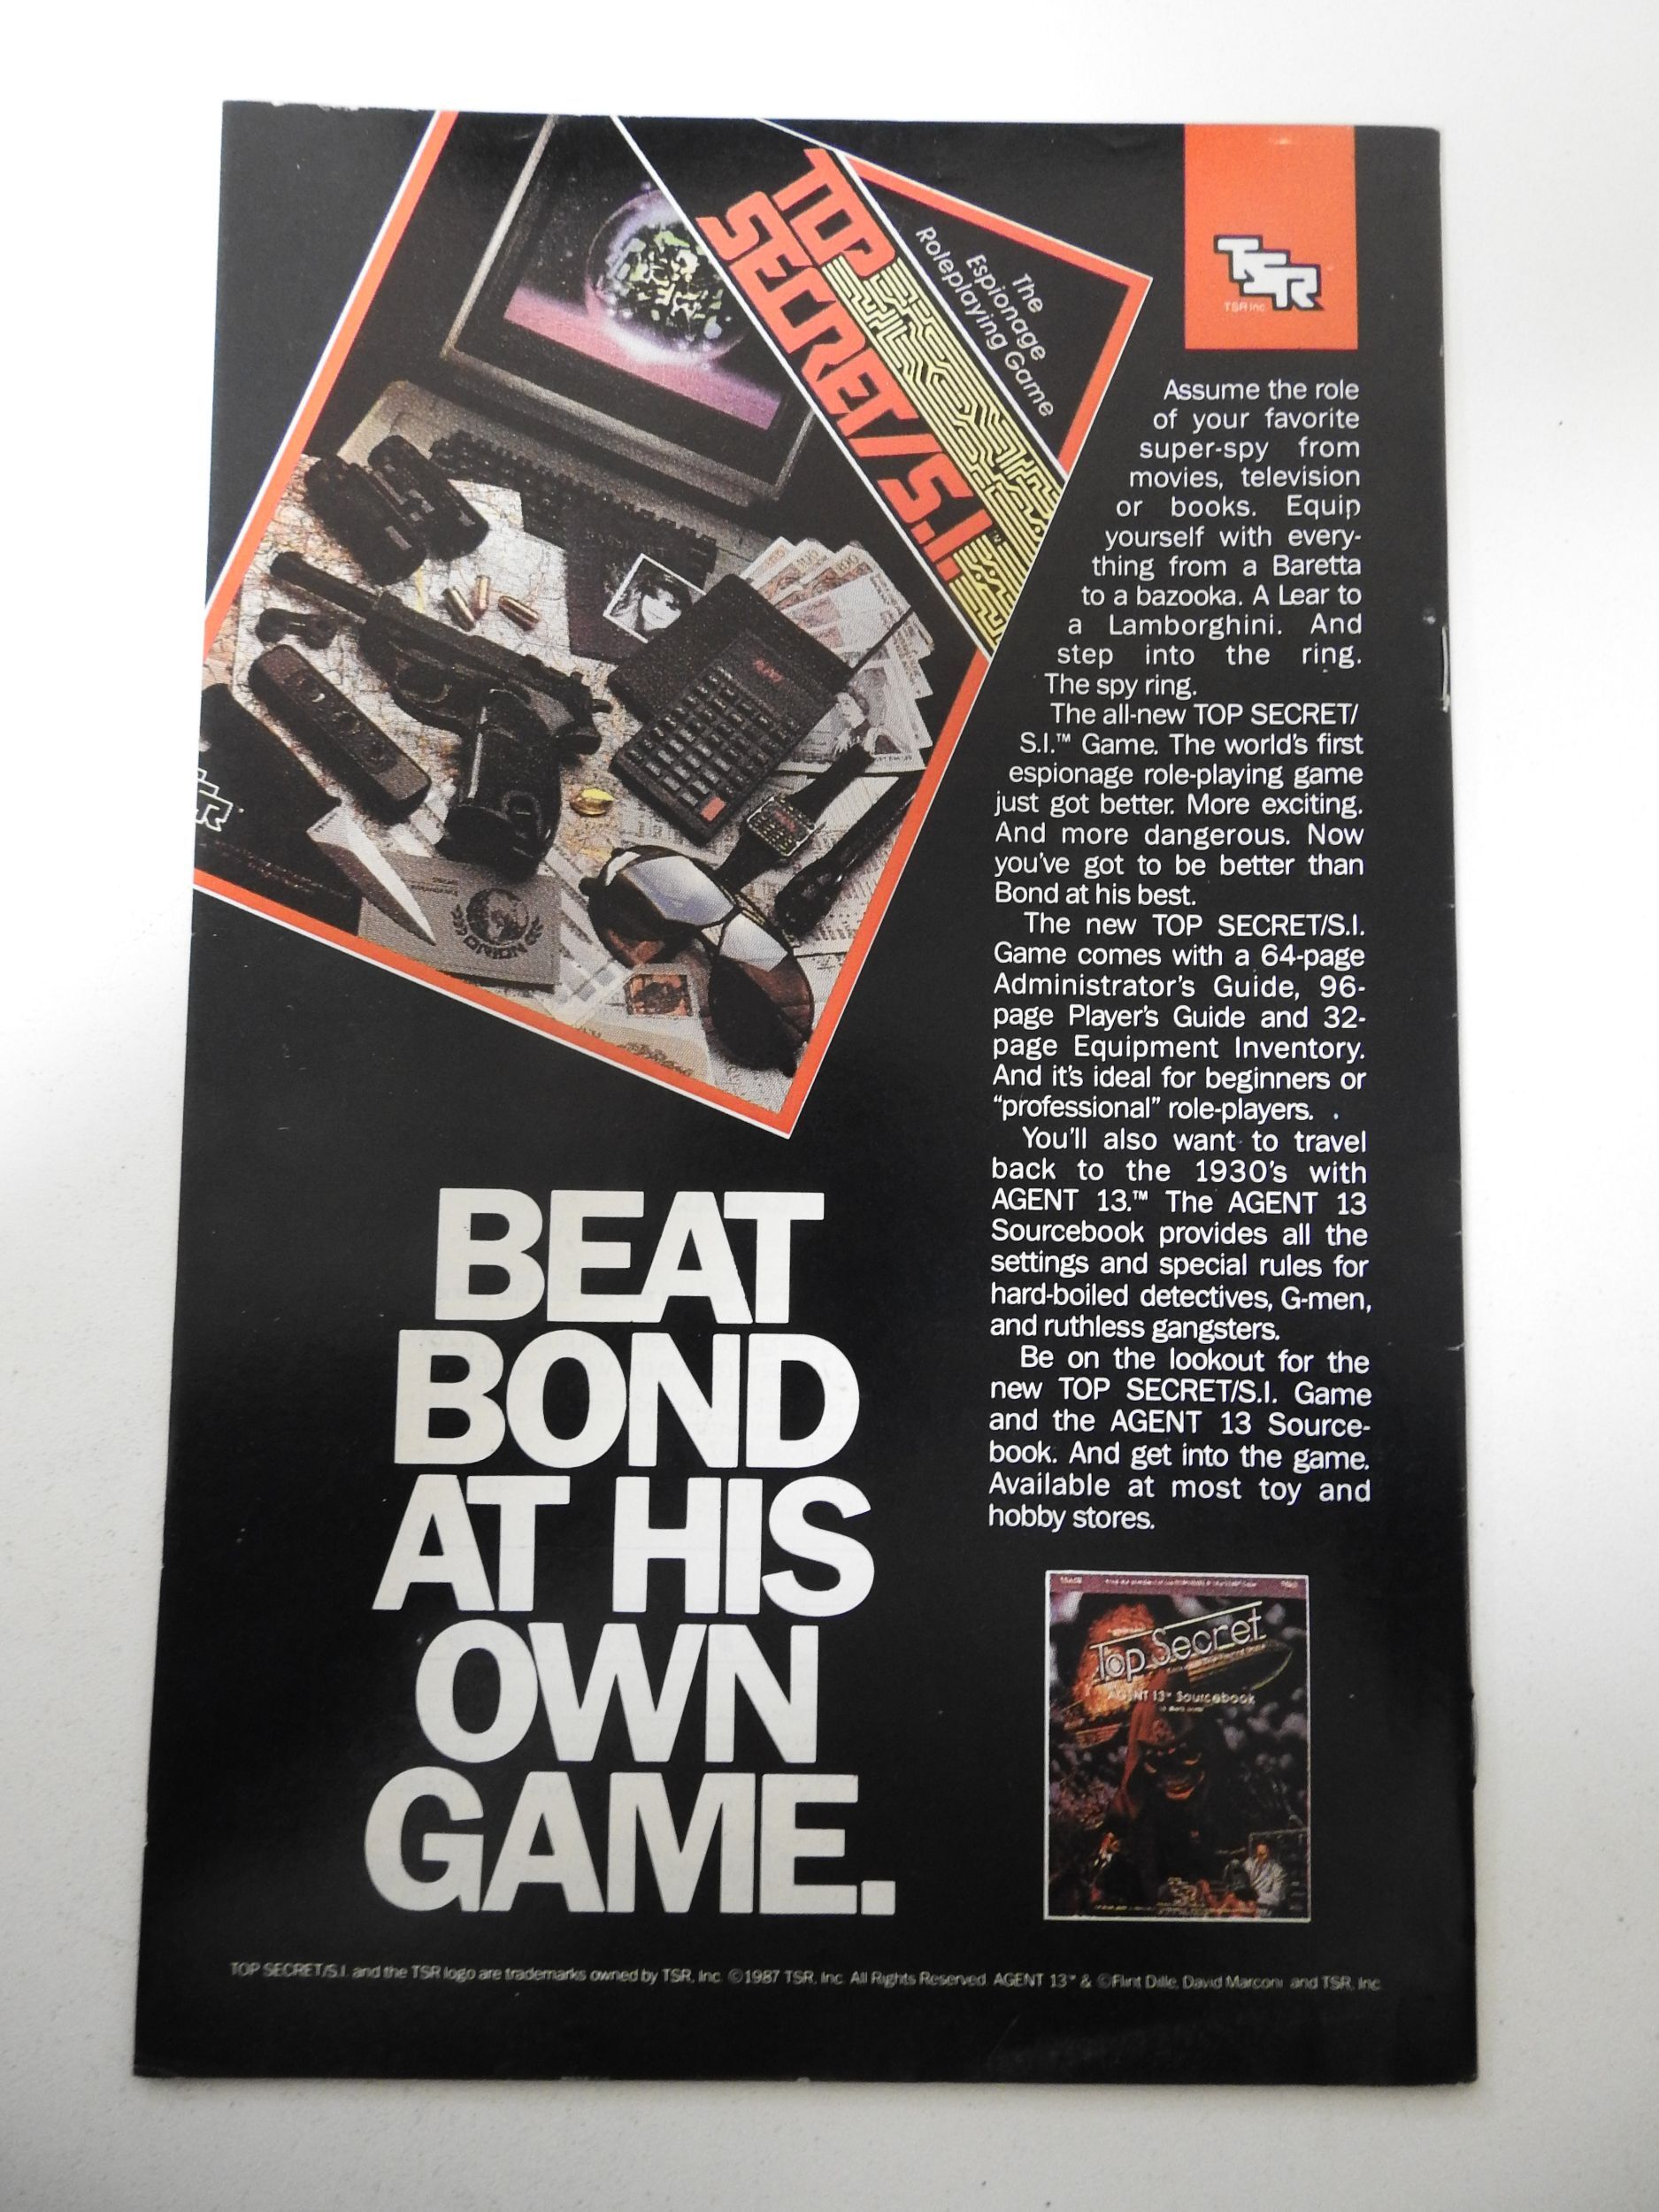 TOP
SECRET/S.I.™
The
Espionage
Roleplaying Game
TSR
TSR Inc
ORION
Assume the role
of your favorite
super-spy from
movies, television
or books. Equip
yourself with every-
thing from a Baretta
to a bazooka. A Lear to
a Lamborghini. And
step into the ring.
The spy ring.
The all-new TOP SECRET/
S.I.™ Game. The world's first
espionage role-playing game
just got better. More exciting.
And more dangerous. Now
you've got to be better than
Bond at his best.
The new TOP SECRET/S.I.
Game comes with a 64-page
Administrator's Guide, 96-
page Player's Guide and 32-
page Equipment Inventory.
And it's ideal for beginners or
“professional” role-players.
You'll also want to travel
back to the 1930's with
AGENT 13.™ The AGENT 13
Sourcebook provides all the
settings and special rules for
hard-boiled detectives, G-men,
and ruthless gangsters.
Be on the lookout for the
new TOP SECRET/S.I. Game
and the AGENT 13 Source-
book. And get into the game.
Available at most toy and
hobby stores.
BEAT
BOND
AT HIS
OWN
GAME.
Top Secret
AGENT 13™ Sourcebook
TOP SECRET/S.I. and the TSR logo are trademarks owned by TSR, Inc. ©1987 TSR, Inc. All Rights Reserved. AGENT 13™ & ©Flint Dille, David Marconi and TSR, Inc.